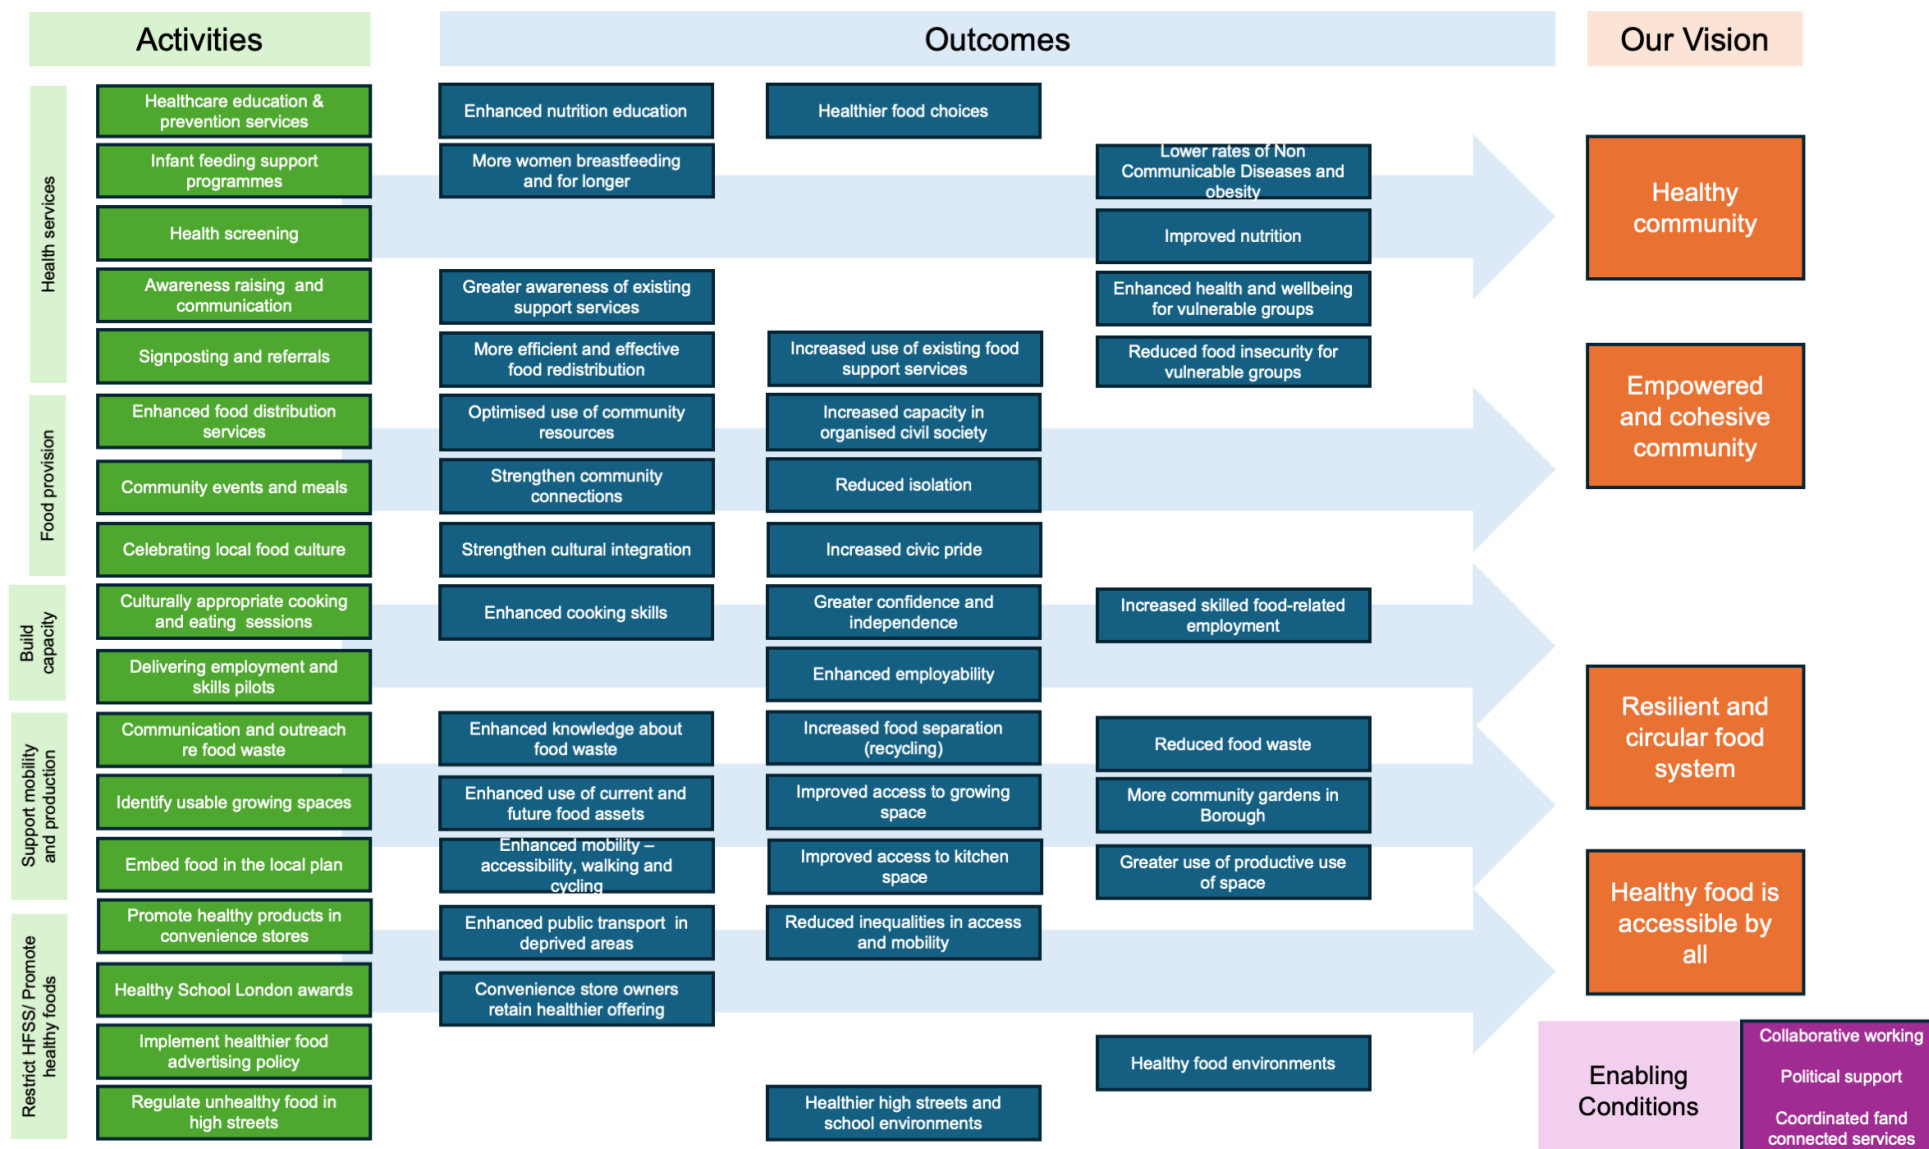 Activities
Outcomes
Our Vision
Health services
Healthcare education &
prevention services
Infant feeding support
programmes
Health screening
Awareness raising  and
communication
Signposting and referrals
Enhanced nutrition education
More women breastfeeding
and for longer
Greater awareness of existing
support services
More efficient and effective
food redistribution
Healthier food choices
Increased use of existing food
support services
Lower rates of Non
Communicable Diseases and
obesity
Improved nutrition
Enhanced health and wellbeing
for vulnerable groups
Reduced food insecurity for
vulnerable groups
Healthy
community
Food provision
Enhanced food distribution
services
Community events and meals
Celebrating local food culture
Optimised use of community
resources
Strengthen community
connections
Strengthen cultural integration
Increased capacity in
organised civil society
Reduced isolation
Increased civic pride
Empowered
and cohesive
community
Build
capacity
Culturally appropriate cooking
and eating  sessions
Delivering employment and
skills pilots
Enhanced cooking skills
Greater confidence and
independence
Enhanced employability
Increased skilled food-related
employment
Support mobility
and production
Communication and outreach
re food waste
Identify usable growing spaces
Embed food in the local plan
Enhanced knowledge about
food waste
Enhanced use of current and
future food assets
Enhanced mobility –
accessibility, walking and
cycling
Increased food separation
(recycling)
Improved access to growing
space
Improved access to kitchen
space
Reduced food waste
More community gardens in
Borough
Greater use of productive use
of space
Resilient and
circular food
system
Restrict HFSS/ Promote
healthy foods
Promote healthy products in
convenience stores
Healthy School London awards
Implement healthier food
advertising policy
Regulate unhealthy food in
high streets
Enhanced public transport  in
deprived areas
Convenience store owners
retain healthier offering
Reduced inequalities in access
and mobility
Healthier high streets and
school environments
Healthy food environments
Healthy food is
accessible by
all
Enabling
Conditions
Collaborative working
Political support
Coordinated fand
connected services